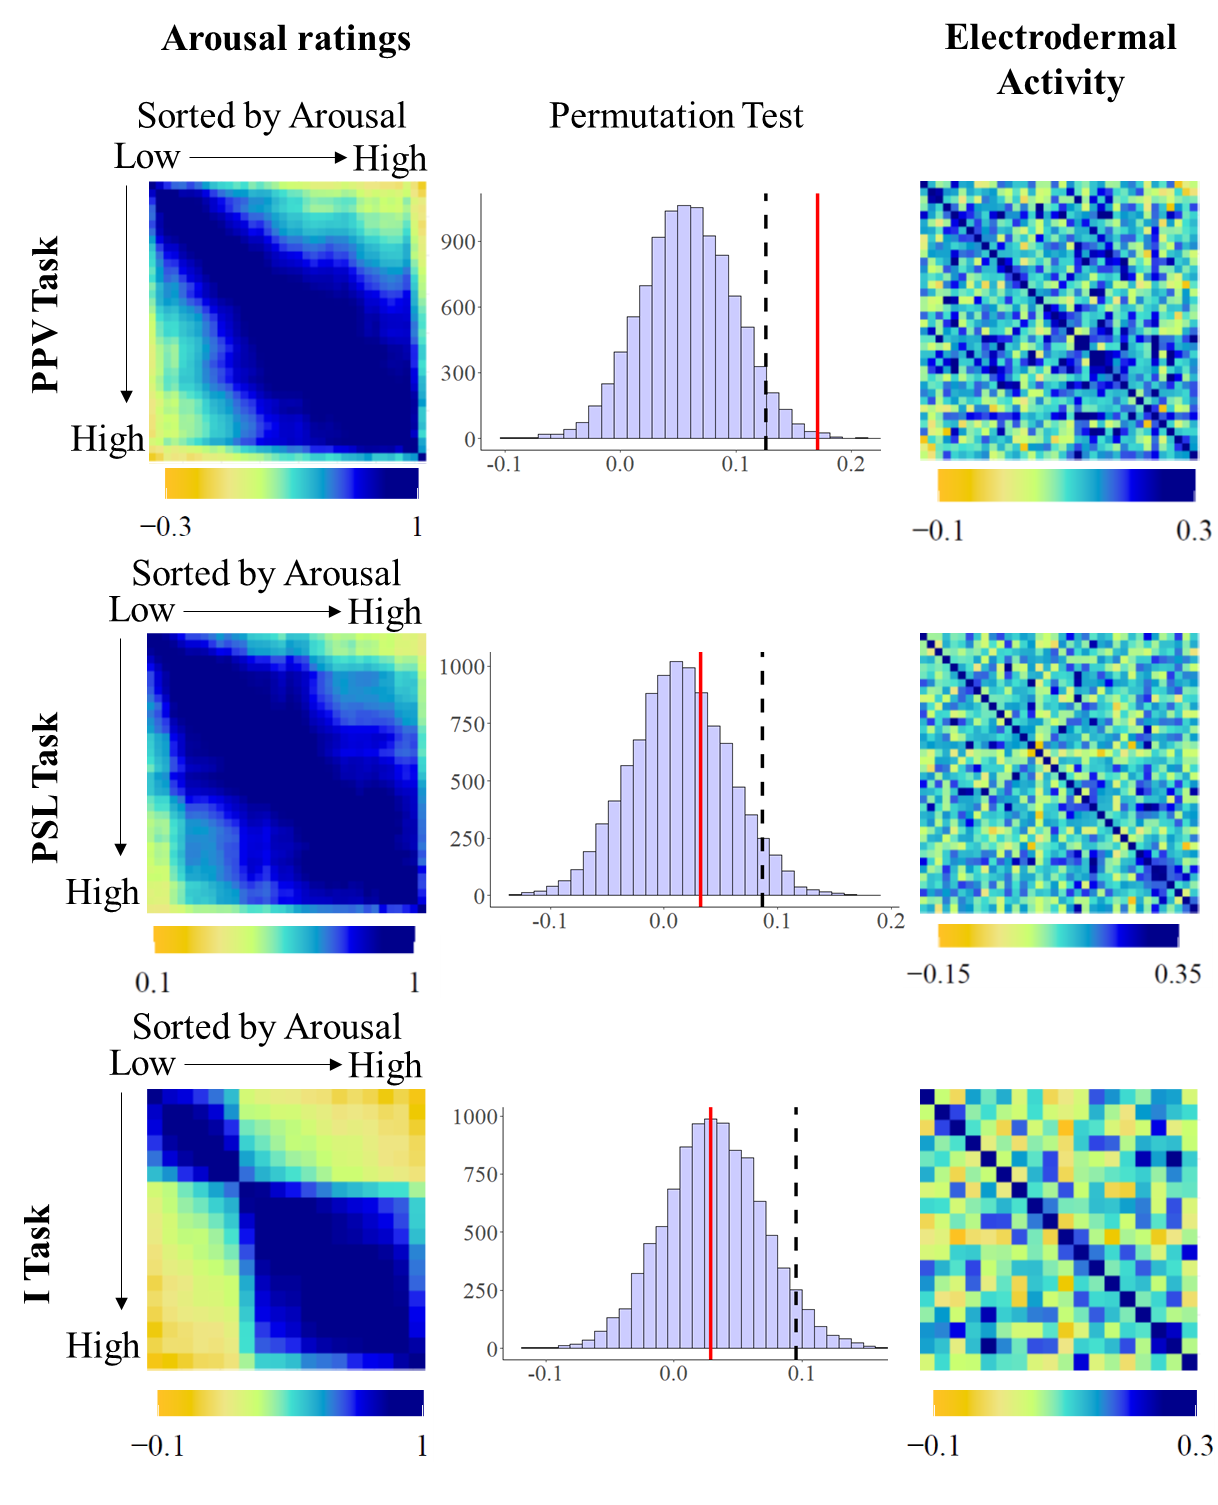 Arousal ratings
Electrodermal
Activity
Sorted by Arousal
Permutation Test
Low
High
PPV Task
High
900
600
300
0
-0.1
0.0
0.1
0.2
−0.3
1
−0.1
0.3
Sorted by Arousal
Low
High
PSL Task
High
1000
750
500
250
0
-0.1
0.0
0.1
0.2
0.1
1
−0.15
0.35
Sorted by Arousal
Low
High
I Task
High
1000
750
500
250
0
-0.1
0.0
0.1
−0.1
1
−0.1
0.3